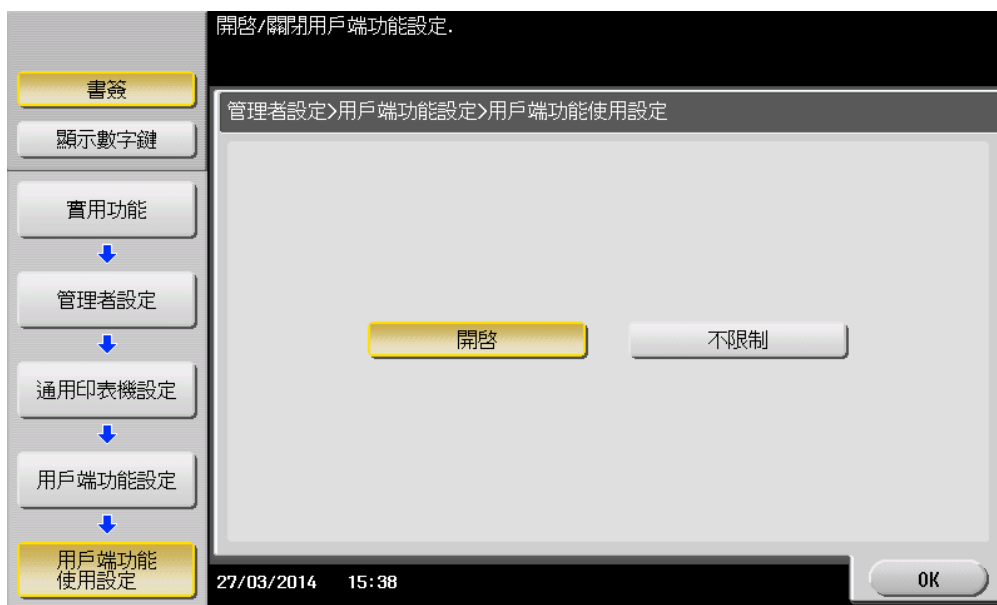 開啓/關閉用戶端功能設定.
書簽
顯示數字鍵
實用功能
管理者設定
通用印表機設定
用戶端功能設定
用戶端功能
使用設定
管理者設定>用戶端功能設定>用戶端功能使用設定
開啓
不限制
27/03/2014 15:38
OK